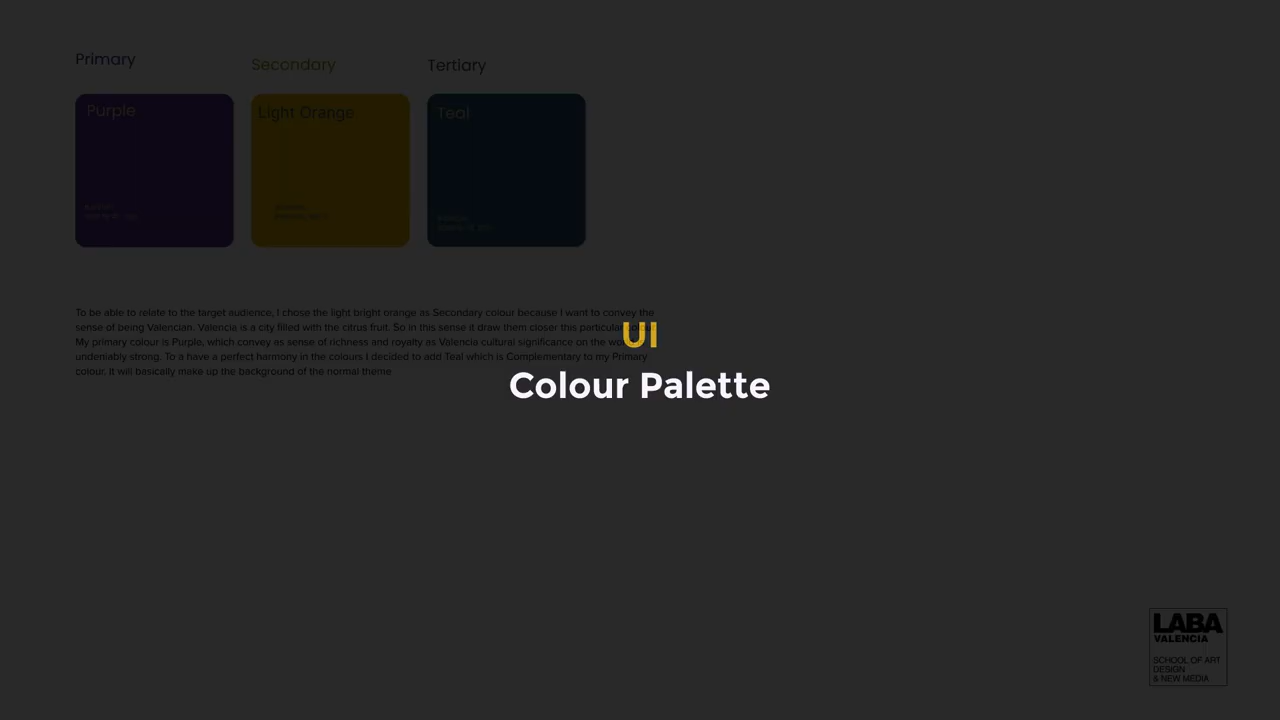 Primary
Secondary
Tertiary
Purple
Light Orange
Teal
To be able to relate to the target audience, I chose the light bright orange as Secondary colour because I want to convey the
sense of being Valencian. Valencia is a city filled with the citrus fruit. So in this sense it draw them closer this particular
My primary colour is Purple, which convey as sense of richness and royalty as Valencia cultural significance on the
undeniably strong. To a have a perfect harmony in the colours I decided to add Teal which is Complementary to my Primary
colour. It will basically make up the background of the normal theme
UI
Colour Palette
LABA
VALENCIA
SCHOOL OF ART
DESIGN
& NEW MEDIA